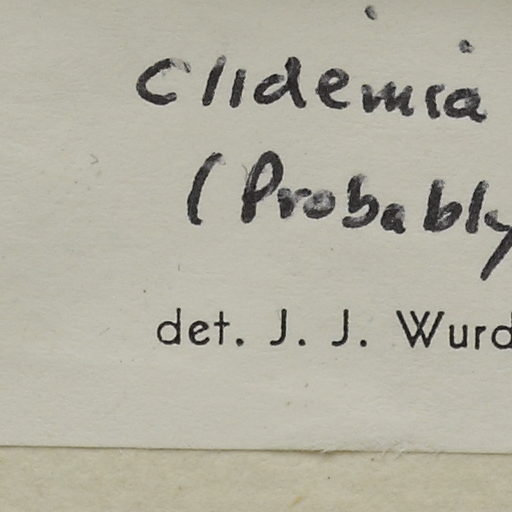 Clidemia
(Probably
det. J. J. Wurd